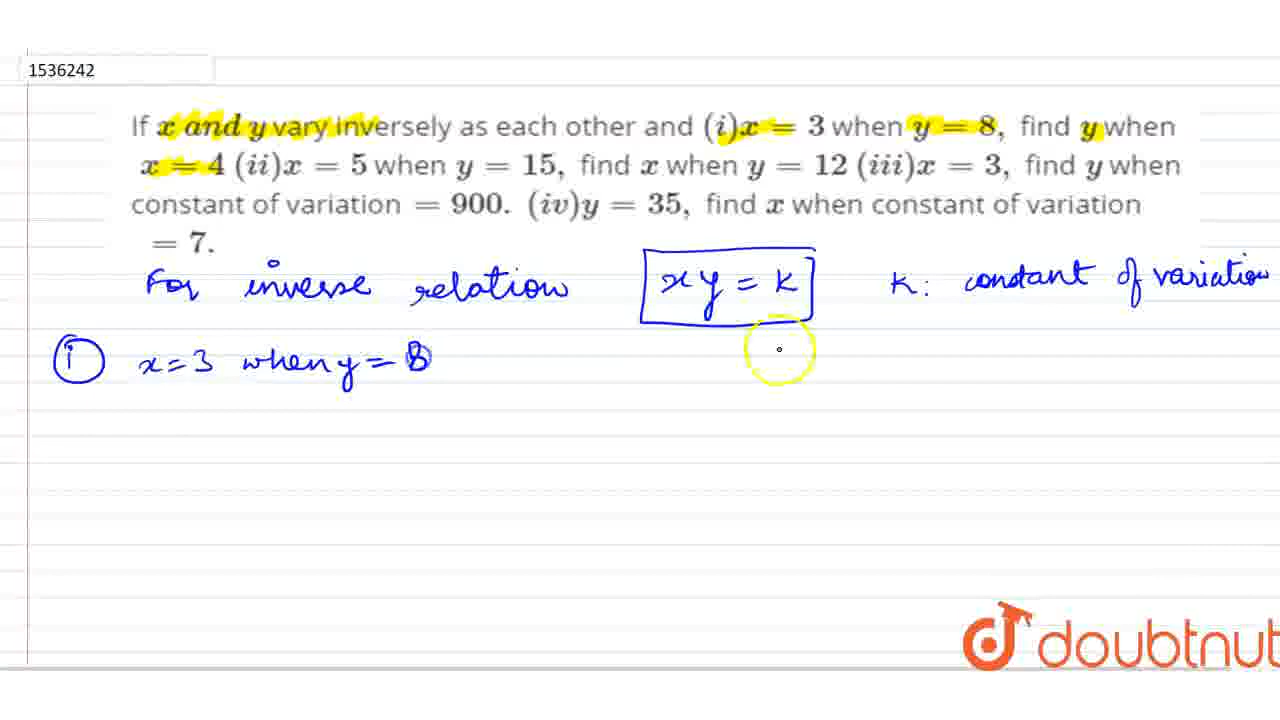 1536242
If x and y vary inversely as each other and (i)x = 3 when y = 8, find y when
x = 4 (ii)x = 5 when y = 15, find x when y = 12 (iii)x = 3, find y when
constant of variation = 900. (iv)y = 35, find x when constant of variation
= 7.
For inverse relation xy = k k: constant of variation
(i) x = 3 when y = 8
doubtnut